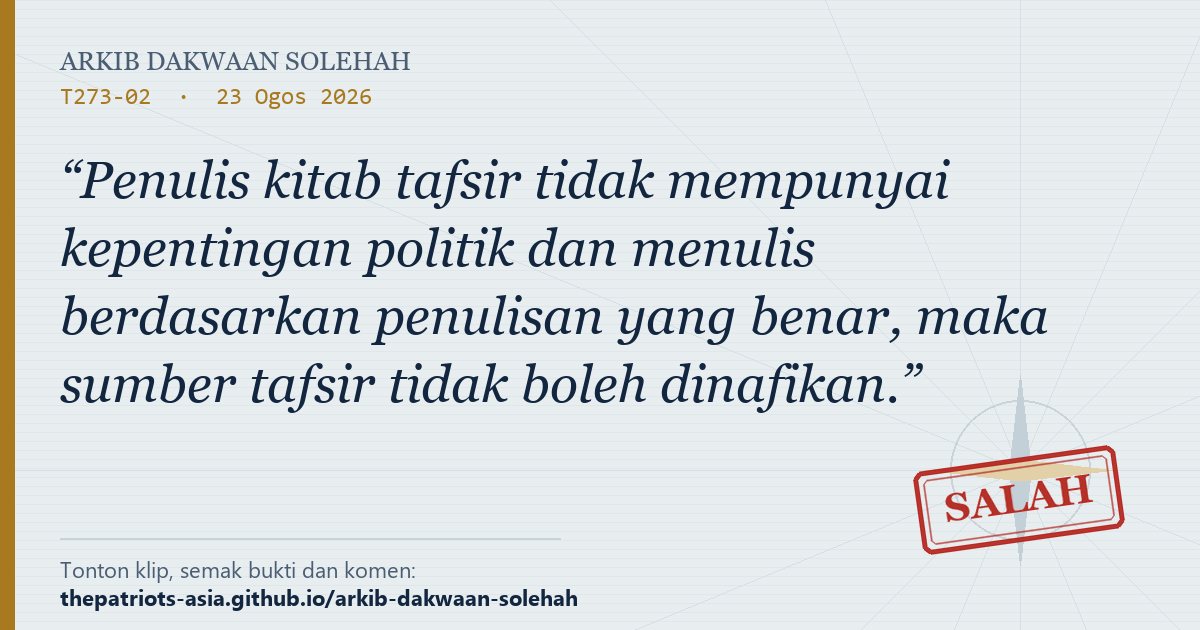 ARKIB DAKWAAN SOLEHAH
T273-02 · 23 Ogos 2026
“Penulis kitab tafsir tidak mempunyai
kepentingan politik dan menulis
berdasarkan penulisan yang benar, maka
sumber tafsir tidak boleh dinafikan.”
SALAH
Tonton klip, semak bukti dan komen:
thepatriots-asia.github.io/arkib-dakwaan-solehah